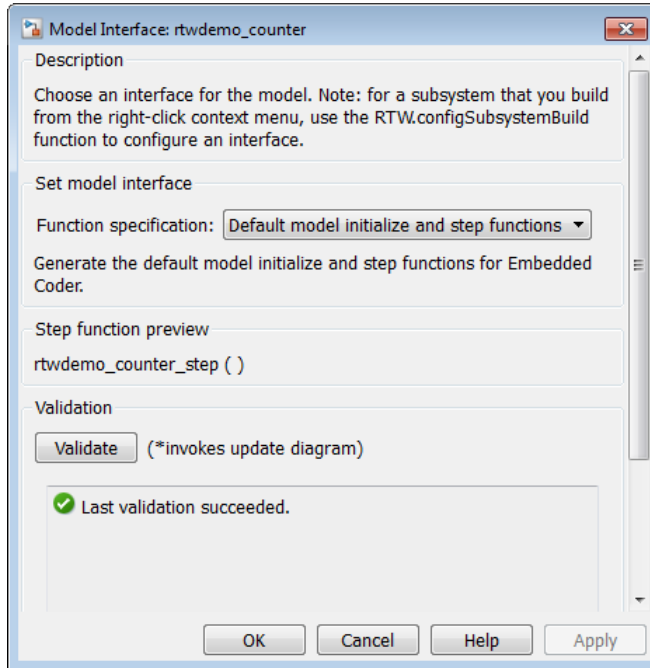 Model Interface: rtwdemo_counter
Description
Choose an interface for the model. Note: for a subsystem that you build
from the right-click context menu, use the RTW.configSubsystemBuild
function to configure an interface.
Set model interface
Function specification: Default model initialize and step functions
Generate the default model initialize and step functions for Embedded
Coder.
Step function preview
rtwdemo_counter_step ( )
Validation
Validate (*invokes update diagram)
Last validation succeeded.
OK Cancel Help Apply